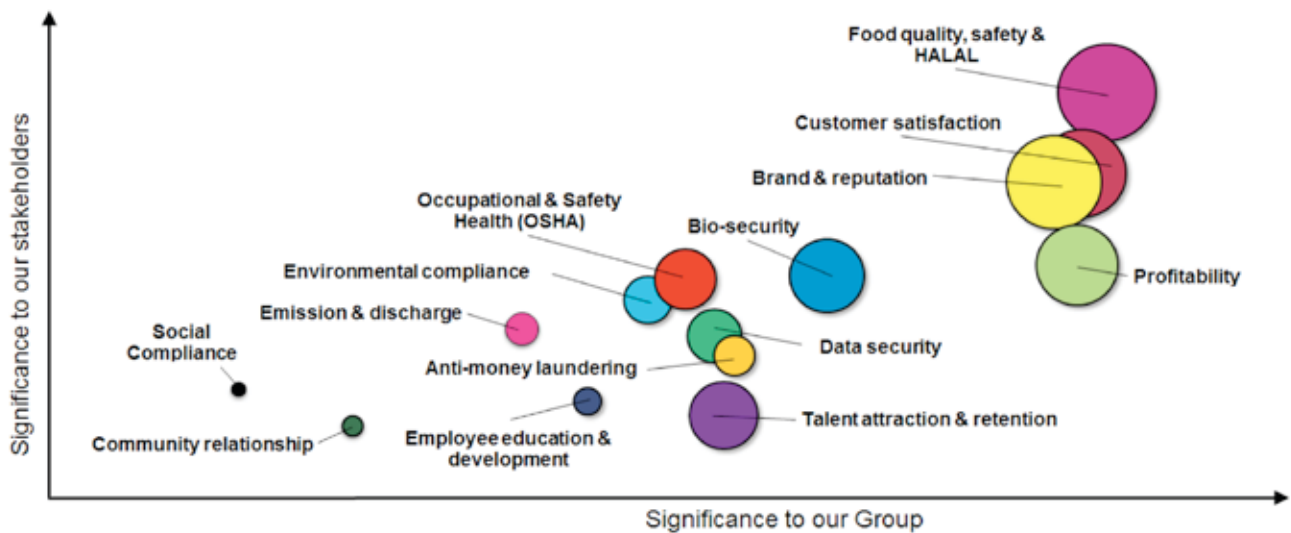 Food quality, safety &
HALAL
Customer satisfaction
Brand & reputation
Occupational & Safety
Health (OSHA)
Bio-security
Environmental compliance
Profitability
Emission & discharge
Social
Compliance
Data security
Anti-money laundering
Talent attraction & retention
Community relationship
Employee education &
development
Significance to our stakeholders
Significance to our Group